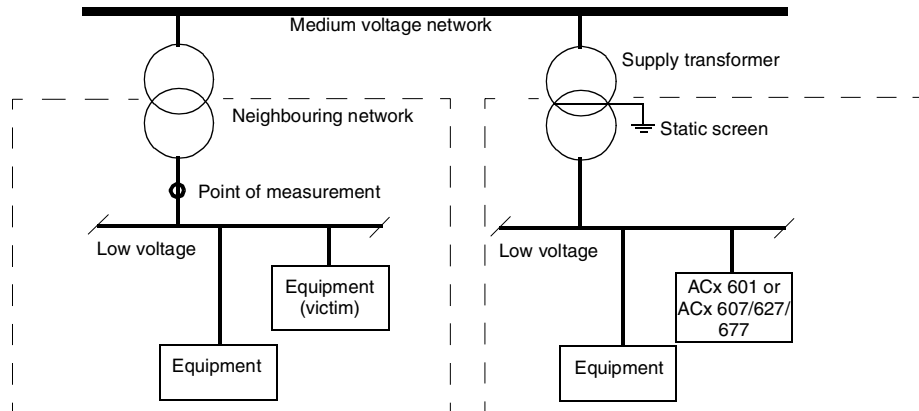 Medium voltage network
Supply transformer
Neighbouring network
Static screen
Point of measurement
Low voltage
Equipment
(victim)
Equipment
Low voltage
ACx 601 or
ACx 607/627/
677
Equipment